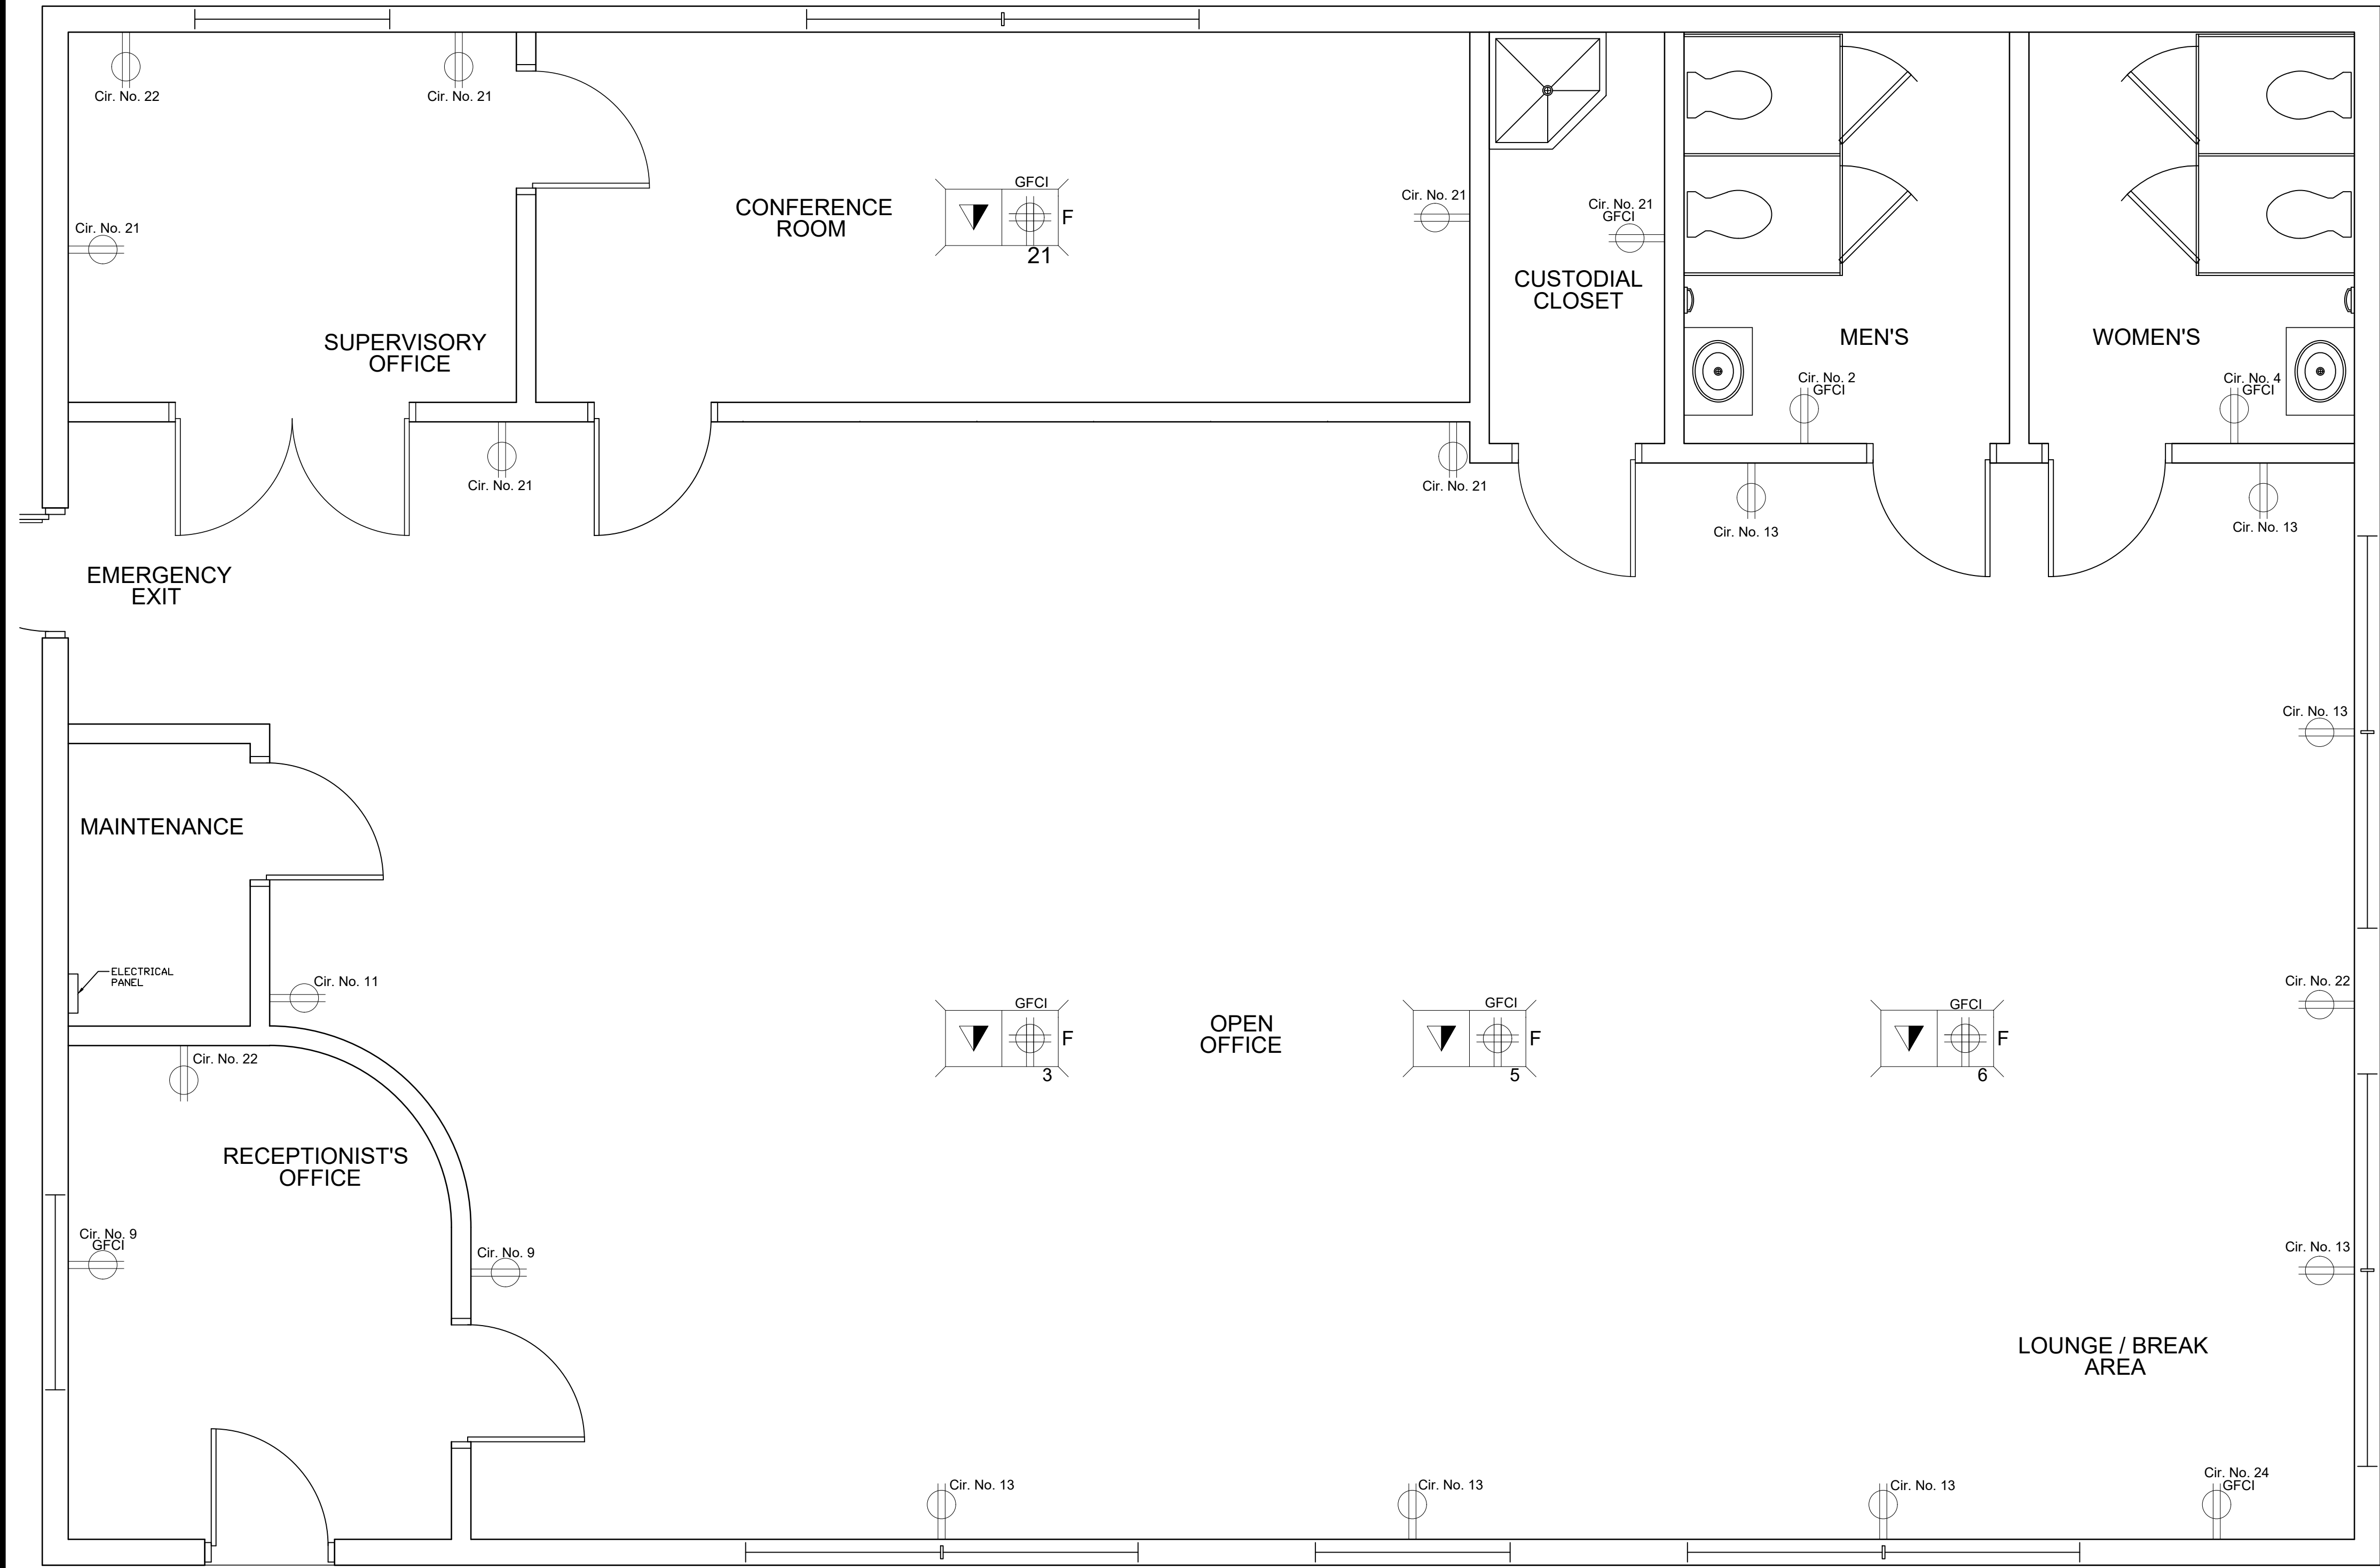 Cir. No. 22
Cir. No. 21
GFCI
F
21
CONFERENCE
ROOM
Cir. No. 21
Cir. No. 21
GFCI
Cir. No. 21
CUSTODIAL
CLOSET
SUPERVISORY
OFFICE
MEN'S
WOMEN'S
Cir. No. 2
GFCI
Cir. No. 4
GFCI
Cir. No. 21
Cir. No. 21
Cir. No. 13
Cir. No. 13
EMERGENCY
EXIT
Cir. No. 13
MAINTENANCE
ELECTRICAL
PANEL
Cir. No. 11
Cir. No. 22
GFCI
F
3
OPEN
OFFICE
GFCI
F
5
GFCI
F
6
Cir. No. 22
RECEPTIONIST'S
OFFICE
Cir. No. 9
GFCI
Cir. No. 9
Cir. No. 13
LOUNGE / BREAK
AREA
Cir. No. 13
Cir. No. 13
Cir. No. 13
Cir. No. 24
GFCI